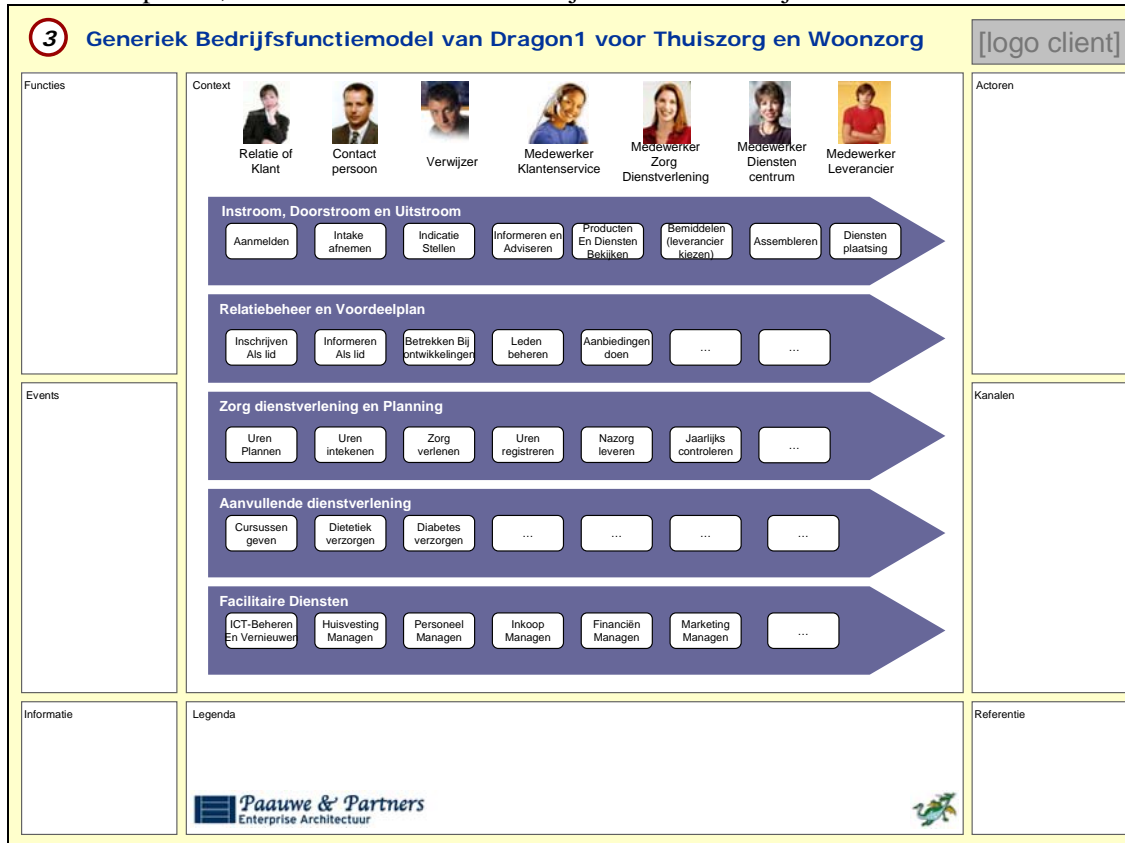 3
Generiek Bedrijfsfunctiemodel van Dragon1 voor Thuiszorg en Woonzorg
[logo client]
Functies
Context
Actoren
Relatie of
Klant
Contact
persoon
Verwijzer
Medewerker
Klantenservice
Medewerker
Zorg
Dienstverlening
Medewerker
Diensten
centrum
Medewerker
Leverancier
Instroom, Doorstroom en Uitstroom
Aanmelden
Intake
afnemen
Indicatie
Stellen
Informeren en
Adviseren
Producten
En Diensten
Bekijken
Bemiddelen
(leverancier
kiezen)
Assembleren
Diensten
plaatsing
Relatiebeheer en Voordeelplan
Inschrijven
Als lid
Informeren
Als lid
Betrekken Bij
ontwikkelingen
Leden
beheren
Aanbiedingen
doen
...
...
Events
Kanalen
Zorg dienstverlening en Planning
Uren
Plannen
Uren
intekenen
Zorg
verlenen
Uren
registreren
Nazorg
leveren
Jaarlijks
controleren
...
Aanvullende dienstverlening
Cursussen
geven
Dietetiek
verzorgen
Diabetes
verzorgen
...
...
...
...
Facilitaire Diensten
ICT-Beheren
En Vernieuwen
Huisvesting
Managen
Personeel
Managen
Inkoop
Managen
Financiën
Managen
Marketing
Managen
...
Informatie
Legenda
Referentie
Paauwe & Partners
Enterprise Architectuur